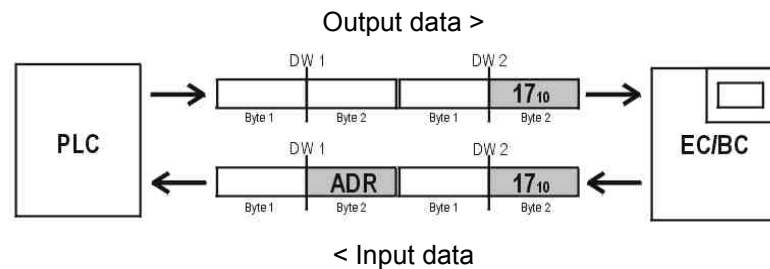 Output data >
DW 1 DW 2
17₁₀
Byte 1 Byte 2 Byte 1 Byte 2
PLC EC/BC
DW 1 DW 2
ADR 17₁₀
Byte 1 Byte 2 Byte 1 Byte 2
< Input data